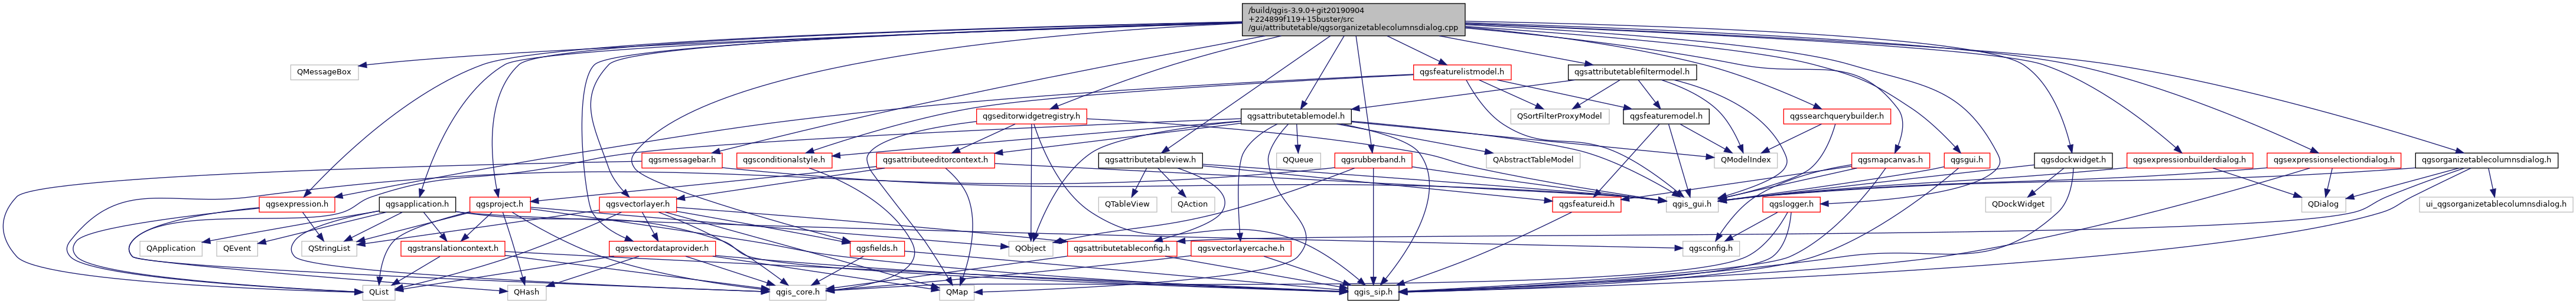 /build/qgis-3.9.0+git20190904
+224899f119+15buster/src
/gui/attributetable/qgsorganizetablecolumnsdialog.cpp
QMessageBox
qgsfeaturelistmodel.h
qgsattributetablefiltermodel.h
qgseditorwidgetregistry.h
qgsattributetablemodel.h
QSortFilterProxyModel
qgsfeaturemodel.h
qgssearchquerybuilder.h
qgsmessagebar.h
qgsconditionalstyle.h
qgsattributeeditorcontext.h
qgsattributetableview.h
QQueue
qgsrubberband.h
QAbstractTableModel
QModelIndex
qgsmapcanvas.h
qgsgui.h
qgsdockwidget.h
qgsexpressionbuilderdialog.h
qgsexpressionselectiondialog.h
qgsorganizetablecolumnsdialog.h
qgsexpression.h
qgsapplication.h
qgsproject.h
qgsvectorlayer.h
QTableView
QAction
qgsfeatureid.h
qgis_gui.h
qgslogger.h
QDockWidget
QDialog
ui_qgsorganizetablecolumnsdialog.h
QApplication
QEvent
QStringList
qgstranslationcontext.h
qgsvectordataprovider.h
qgsfields.h
QObject
qgsattributetableconfig.h
qgsvectorlayercache.h
qgsconfig.h
QList
QHash
qgis_core.h
QMap
qgis_sip.h